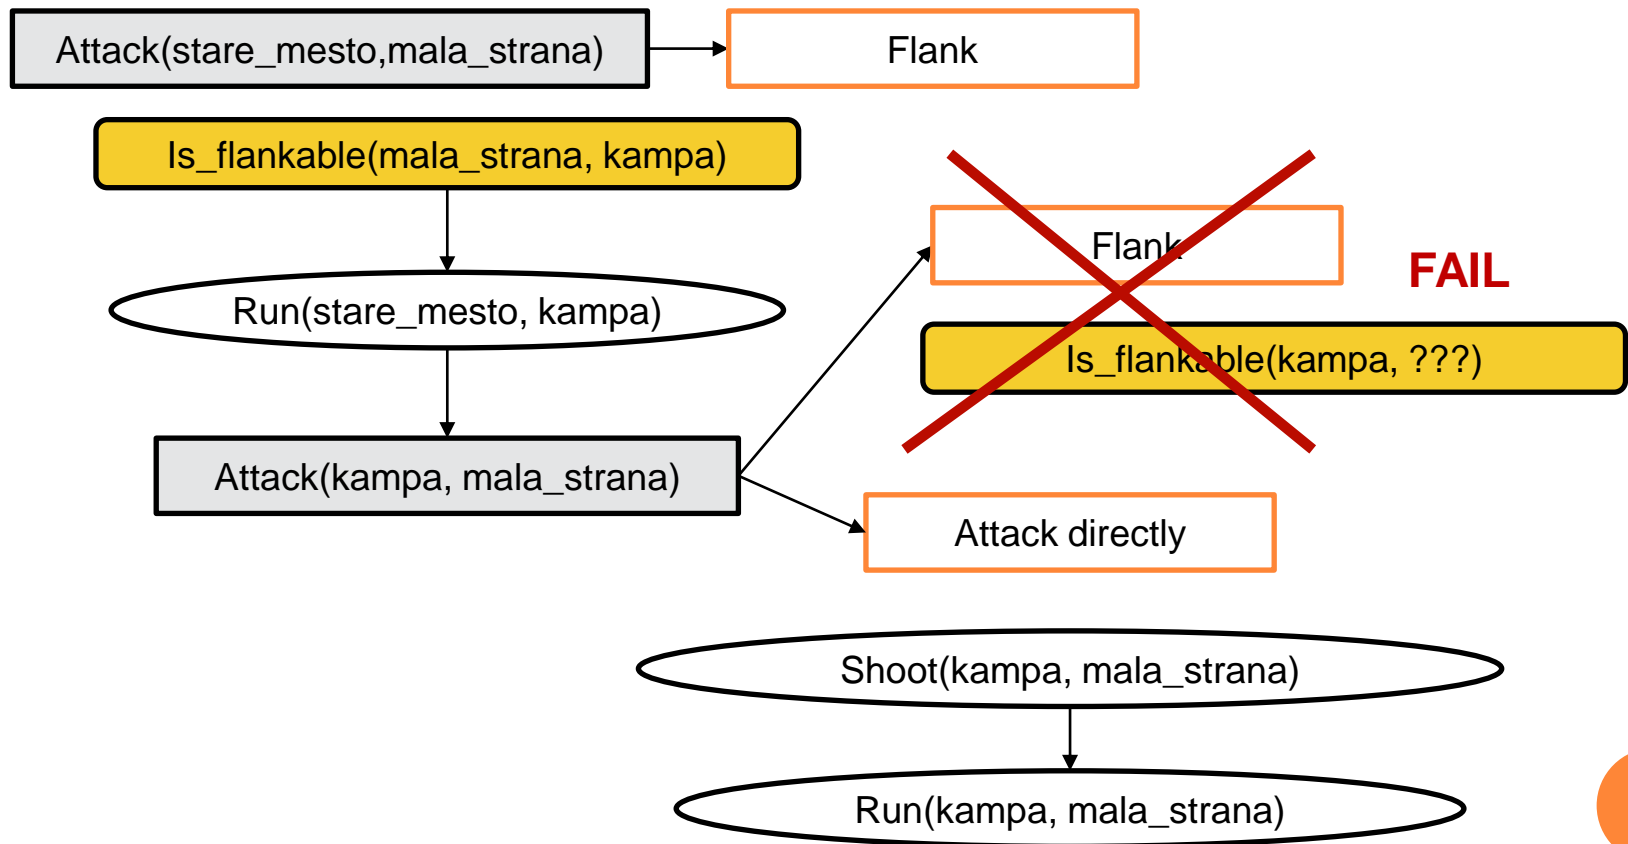 Attack(stare_mesto,mala_strana)
Flank
Is_flankable(mala_strana, kampa)
Flank
FAIL
Run(stare_mesto, kampa)
Is_flankable(kampa, ???)
Attack(kampa, mala_strana)
Attack directly
Shoot(kampa, mala_strana)
Run(kampa, mala_strana)